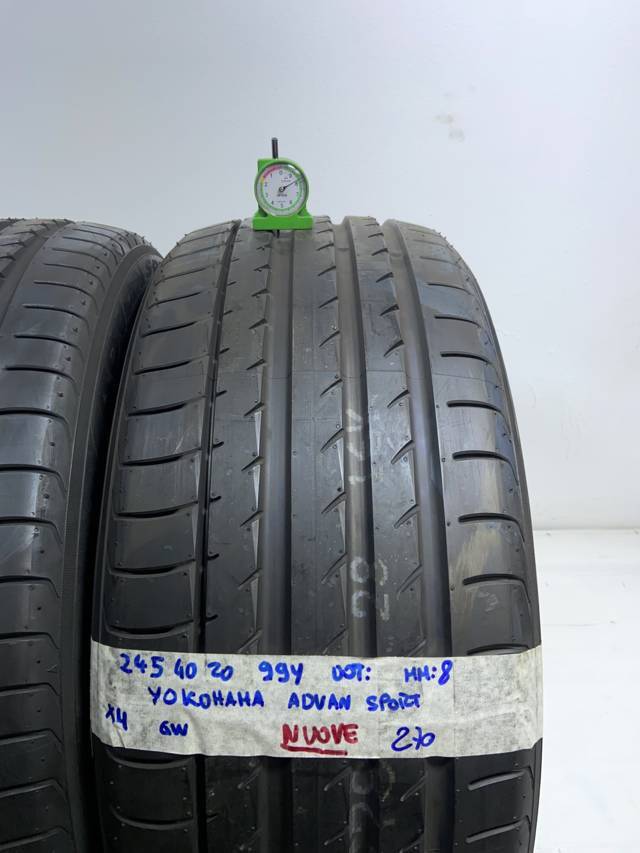 245 40 20 99Y DOT: MM:8
YOKOHAMA ADVAN SPORT
X4 GW NUOVE 270